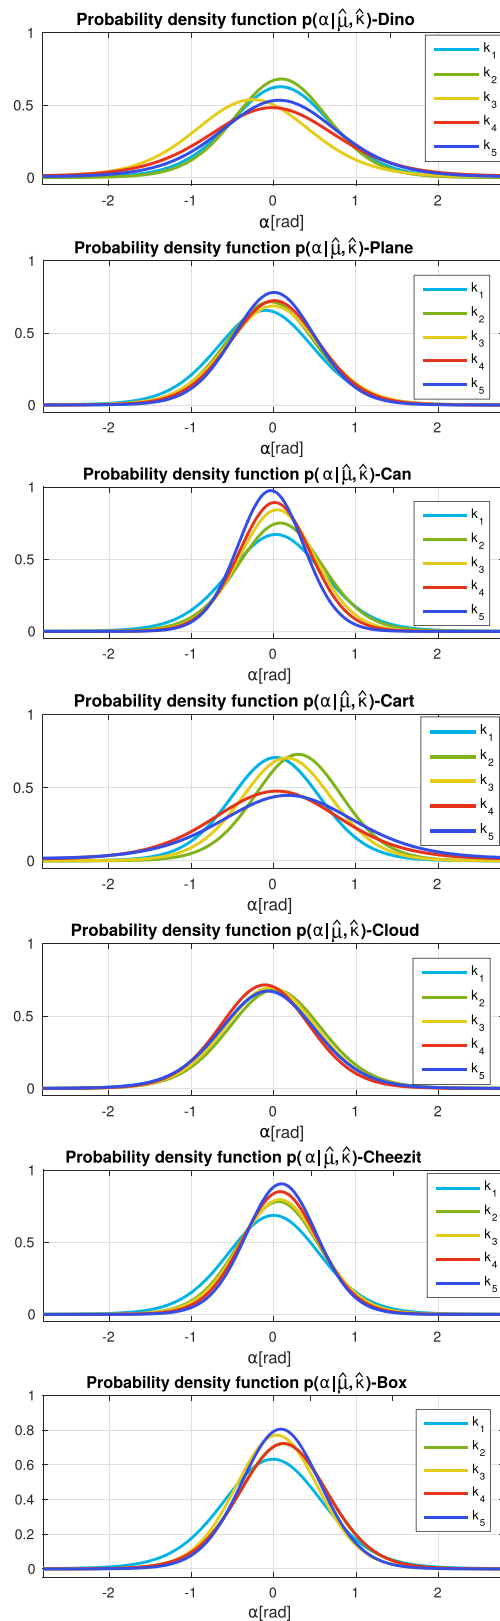 Probability density function p(α|μ̂,κ̂)-Dino
1
k1
k2
0.5
k3
k4
k5
0
-2 -1 0 1 2
α[rad]
Probability density function p(α|μ̂,κ̂)-Plane
1
k1
k2
0.5
k3
k4
k5
0
-2 -1 0 1 2
α[rad]
Probability density function p(α|μ̂,κ̂)-Can
1
k1
k2
0.5
k3
k4
k5
0
-2 -1 0 1 2
α[rad]
Probability density function p(α|μ̂,κ̂)-Cart
1
k1
k2
0.5
k3
k4
k5
0
-2 -1 0 1 2
α[rad]
Probability density function p(α|μ̂,κ̂)-Cloud
1
k1
k2
0.5
k3
k4
k5
0
-2 -1 0 1 2
α[rad]
Probability density function p(α|μ̂,κ̂)-Cheezit
1
k1
k2
0.5
k3
k4
k5
0
-2 -1 0 1 2
α[rad]
Probability density function p(α|μ̂,κ̂)-Box
1
k1
0.8
k2
0.6
k3
0.4
k4
0.2
k5
0
-2 -1 0 1 2
α[rad]